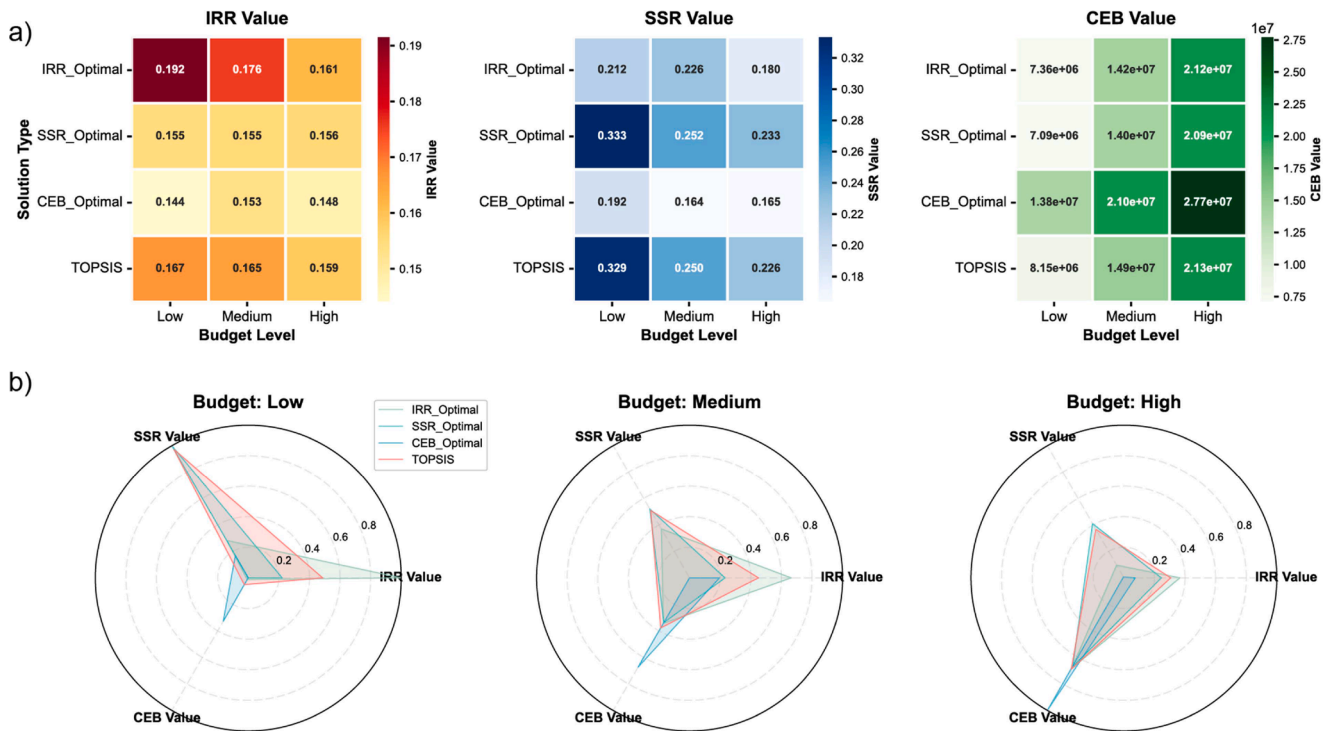 a)
IRR Value
SSR Value
CEB Value
1e7
Solution Type
IRR_Optimal
0.192 0.176 0.161
SSR_Optimal
0.155 0.155 0.156
CEB_Optimal
0.144 0.153 0.148
TOPSIS
0.167 0.165 0.159
Low Medium High
Budget Level
0.19
0.18
0.17
0.16
0.15
IRR Value
IRR_Optimal
0.212 0.226 0.180
SSR_Optimal
0.333 0.252 0.233
CEB_Optimal
0.192 0.164 0.165
TOPSIS
0.329 0.250 0.226
Low Medium High
Budget Level
0.32
0.30
0.28
0.26
0.24
0.22
0.20
0.18
SSR Value
IRR_Optimal
7.36e+06 1.42e+07 2.12e+07
SSR_Optimal
7.09e+06 1.40e+07 2.09e+07
CEB_Optimal
1.38e+07 2.10e+07 2.77e+07
TOPSIS
8.15e+06 1.49e+07 2.13e+07
Low Medium High
Budget Level
2.75
2.50
2.25
2.00
1.75
1.50
1.25
1.00
0.75
CEB Value
b)
Budget: Low
SSR Value
IRR Value
CEB Value
0.2
0.4
0.6
0.8
IRR_Optimal
SSR_Optimal
CEB_Optimal
TOPSIS
Budget: Medium
SSR Value
IRR Value
CEB Value
0.2
0.4
0.6
0.8
Budget: High
SSR Value
IRR Value
CEB Value
0.2
0.4
0.6
0.8